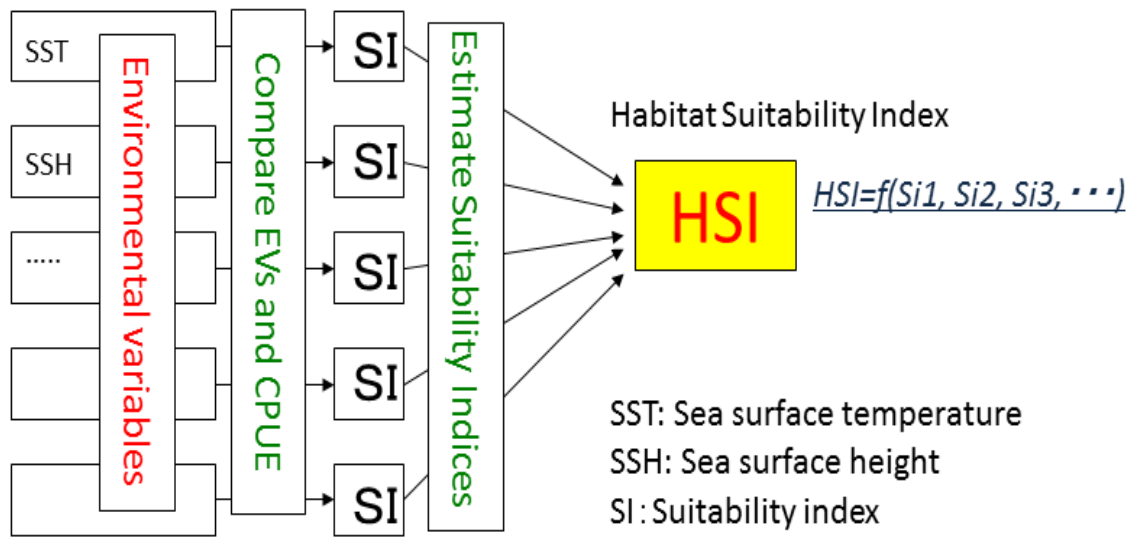 SST
SSH
.....
Environmental variables
Compare EVs and CPUE
SI
SI
SI
SI
SI
Estimate Suitability Indices
Habitat Suitability Index
HSI
HSI=f(Si1, Si2, Si3, ･･･)
SST: Sea surface temperature
SSH: Sea surface height
SI : Suitability index